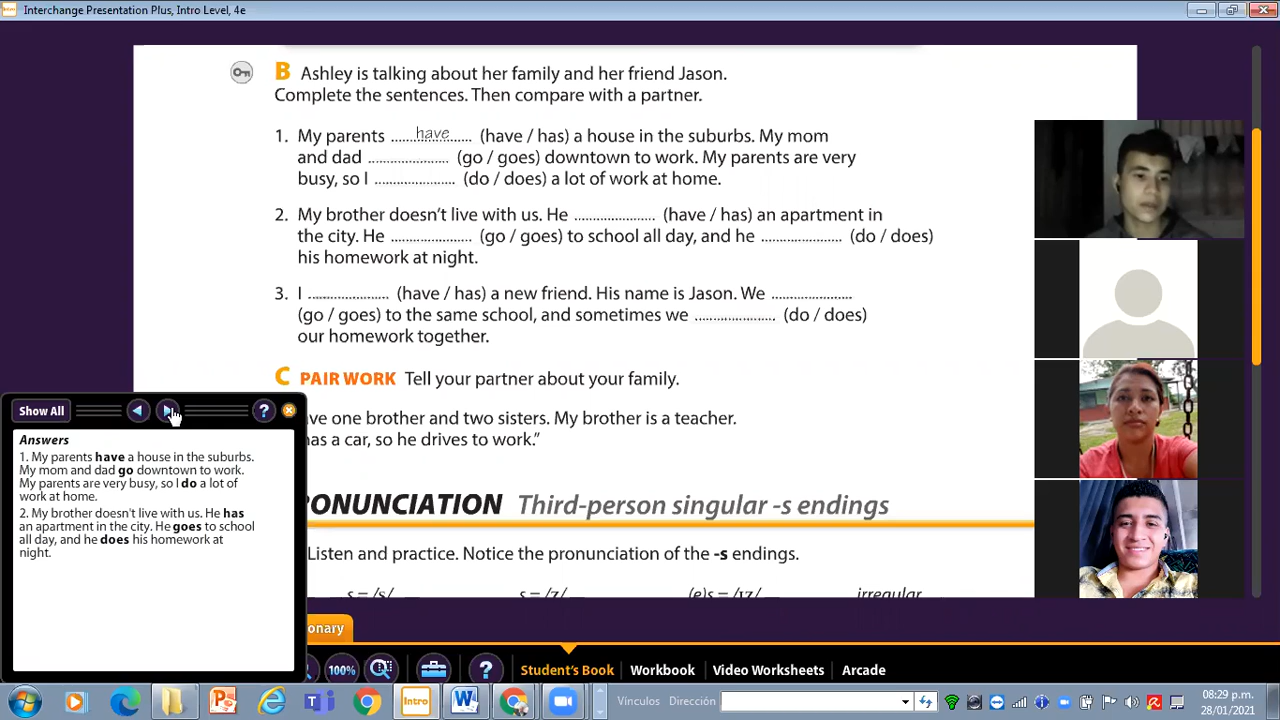 Interchange Presentation Plus, Intro Level, 4e
B Ashley is talking about her family and her friend Jason.
Complete the sentences. Then compare with a partner.
1. My parents ......have...... (have / has) a house in the suburbs. My mom
and dad ..................... (go / goes) downtown to work. My parents are very
busy, so I ..................... (do / does) a lot of work at home.
2. My brother doesn't live with us. He ..................... (have / has) an apartment in
the city. He ..................... (go / goes) to school all day, and he ..................... (do / does)
his homework at night.
3. I ..................... (have / has) a new friend. His name is Jason. We .....................
(go / goes) to the same school, and sometimes we ..................... (do / does)
our homework together.
C PAIR WORK Tell your partner about your family.
ve one brother and two sisters. My brother is a teacher.
has a car, so he drives to work."
ONUNCIATION Third-person singular -s endings
Listen and practice. Notice the pronunciation of the -s endings.
s = /s/ s = /z/ (e)s = /ɪz/ irregular
Show All ?
Answers
1. My parents have a house in the suburbs.
My mom and dad go downtown to work.
My parents are very busy, so I do a lot of
work at home.
2. My brother doesn't live with us. He has
an apartment in the city. He goes to school
all day, and he does his homework at
night.
ionary
100% ? Student's Book Workbook Video Worksheets Arcade
Intro Vínculos Dirección 08:29 p.m.
28/01/2021